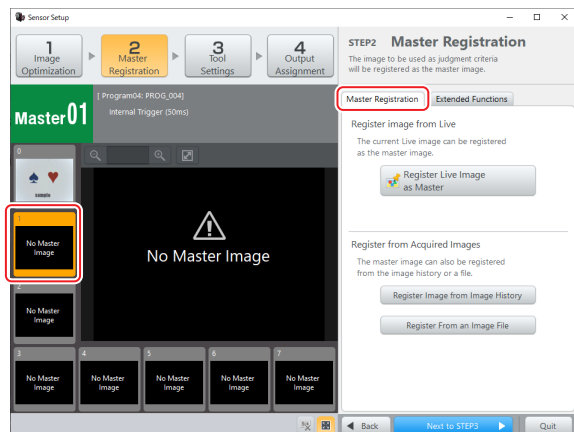 Sensor Setup
1
Image
Optimization
2
Master
Registration
3
Tool
Settings
4
Output
Assignment
STEP2 Master Registration
The image to be used as judgment criteria
will be registered as the master image.
Master01
[ Program04: PROG_004]
Internal Trigger (50ms)
Master Registration
Extended Functions
Register image from Live
The current Live image can be registered
as the master image.
Register Live Image
as Master
Register from Acquired Images
The master image can also be registered
from the image history or a file.
Register Image from Image History
Register From an Image File
0
sample
1
No Master
Image
2
No Master
Image
No Master Image
3
No Master
Image
4
No Master
Image
5
No Master
Image
6
No Master
Image
7
No Master
Image
Back
Next to STEP3
Quit